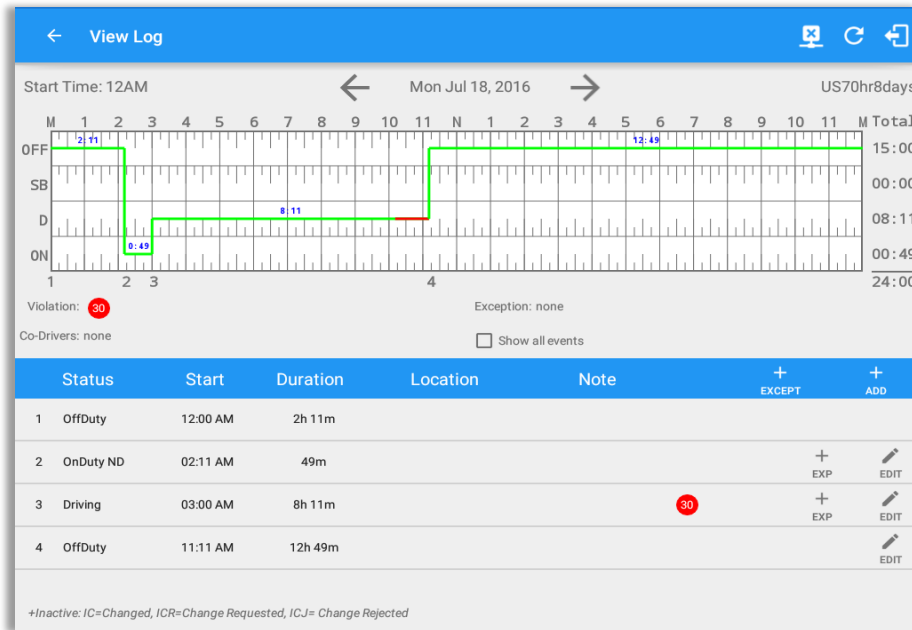 View Log
Start Time: 12AM Mon Jul 18, 2016 US70hr8days
M 1 2 3 4 5 6 7 8 9 10 11 N 1 2 3 4 5 6 7 8 9 10 11 M Total
OFF 2:11 12:49 15:00
SB 00:00
D 8:11 08:11
ON 0:49 00:49
1 2 3 4 24:00
Violation: 30 Exception: none
Co-Drivers: none Show all events
Status Start Duration Location Note + EXCEPT + ADD
1 OffDuty 12:00 AM 2h 11m
2 OnDuty ND 02:11 AM 49m + EXP EDIT
3 Driving 03:00 AM 8h 11m 30 + EXP EDIT
4 OffDuty 11:11 AM 12h 49m EDIT
+Inactive: IC=Changed, ICR=Change Requested, ICJ= Change Rejected